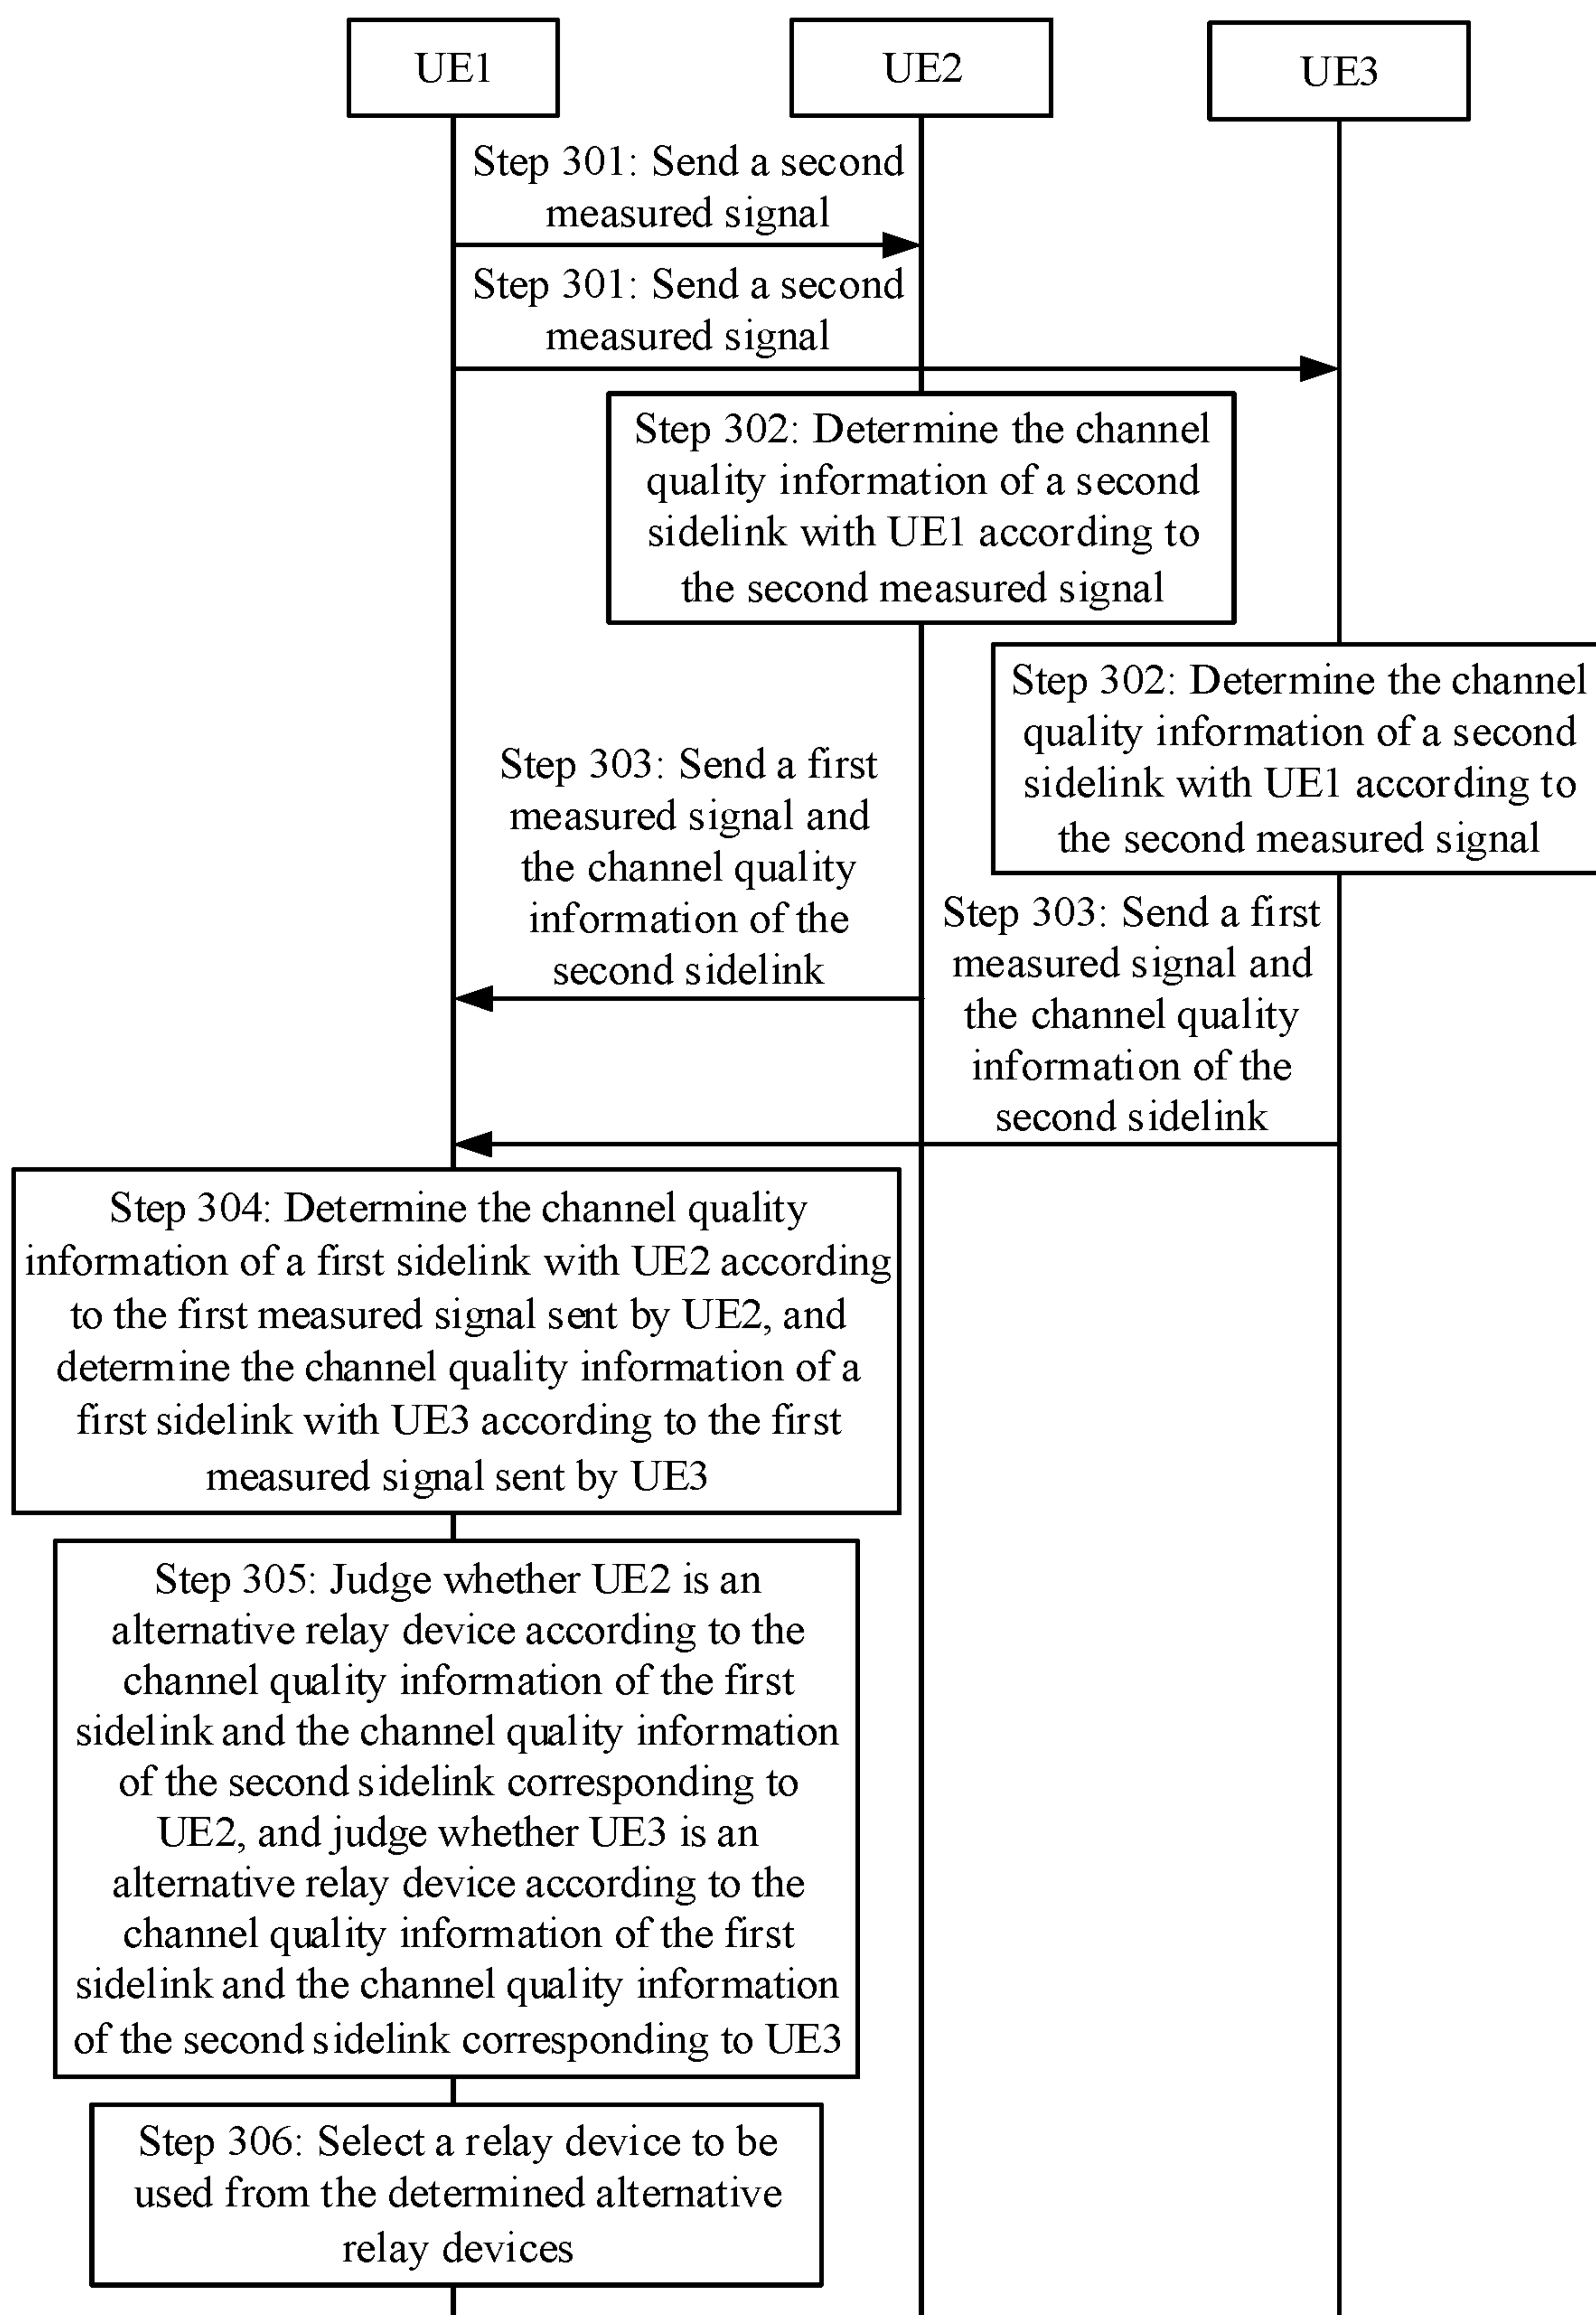 UE1
UE2
UE3
Step 301: Send a second
measured signal
Step 301: Send a second
measured signal
Step 302: Determine the channel
quality information of a second
sidelink with UE1 according to
the second measured signal
Step 302: Determine the channel
quality information of a second
sidelink with UE1 according to
the second measured signal
Step 303: Send a first
measured signal and
the channel quality
information of the
second sidelink
Step 303: Send a first
measured signal and
the channel quality
information of the
second sidelink
Step 304: Determine the channel quality
information of a first sidelink with UE2 according
to the first measured signal sent by UE2, and
determine the channel quality information of a
first sidelink with UE3 according to the first
measured signal sent by UE3
Step 305: Judge whether UE2 is an
alternative relay device according to the
channel quality information of the first
sidelink and the channel quality information
of the second sidelink corresponding to
UE2, and judge whether UE3 is an
alternative relay device according to the
channel quality information of the first
sidelink and the channel quality information
of the second sidelink corresponding to UE3
Step 306: Select a relay device to be
used from the determined alternative
relay devices